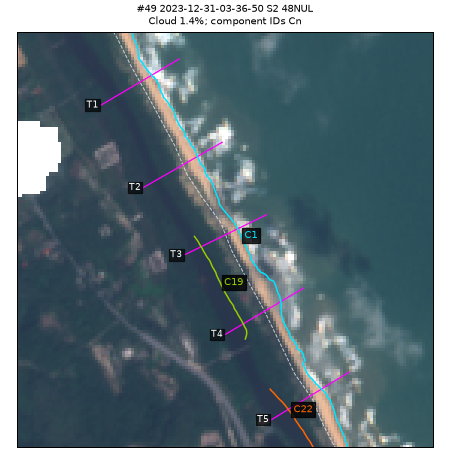 #49 2023-12-31-03-36-50 S2 48NUL
Cloud 1.4%; component IDs Cn
T1
T2
C1
T3
C19
T4
C22
T5